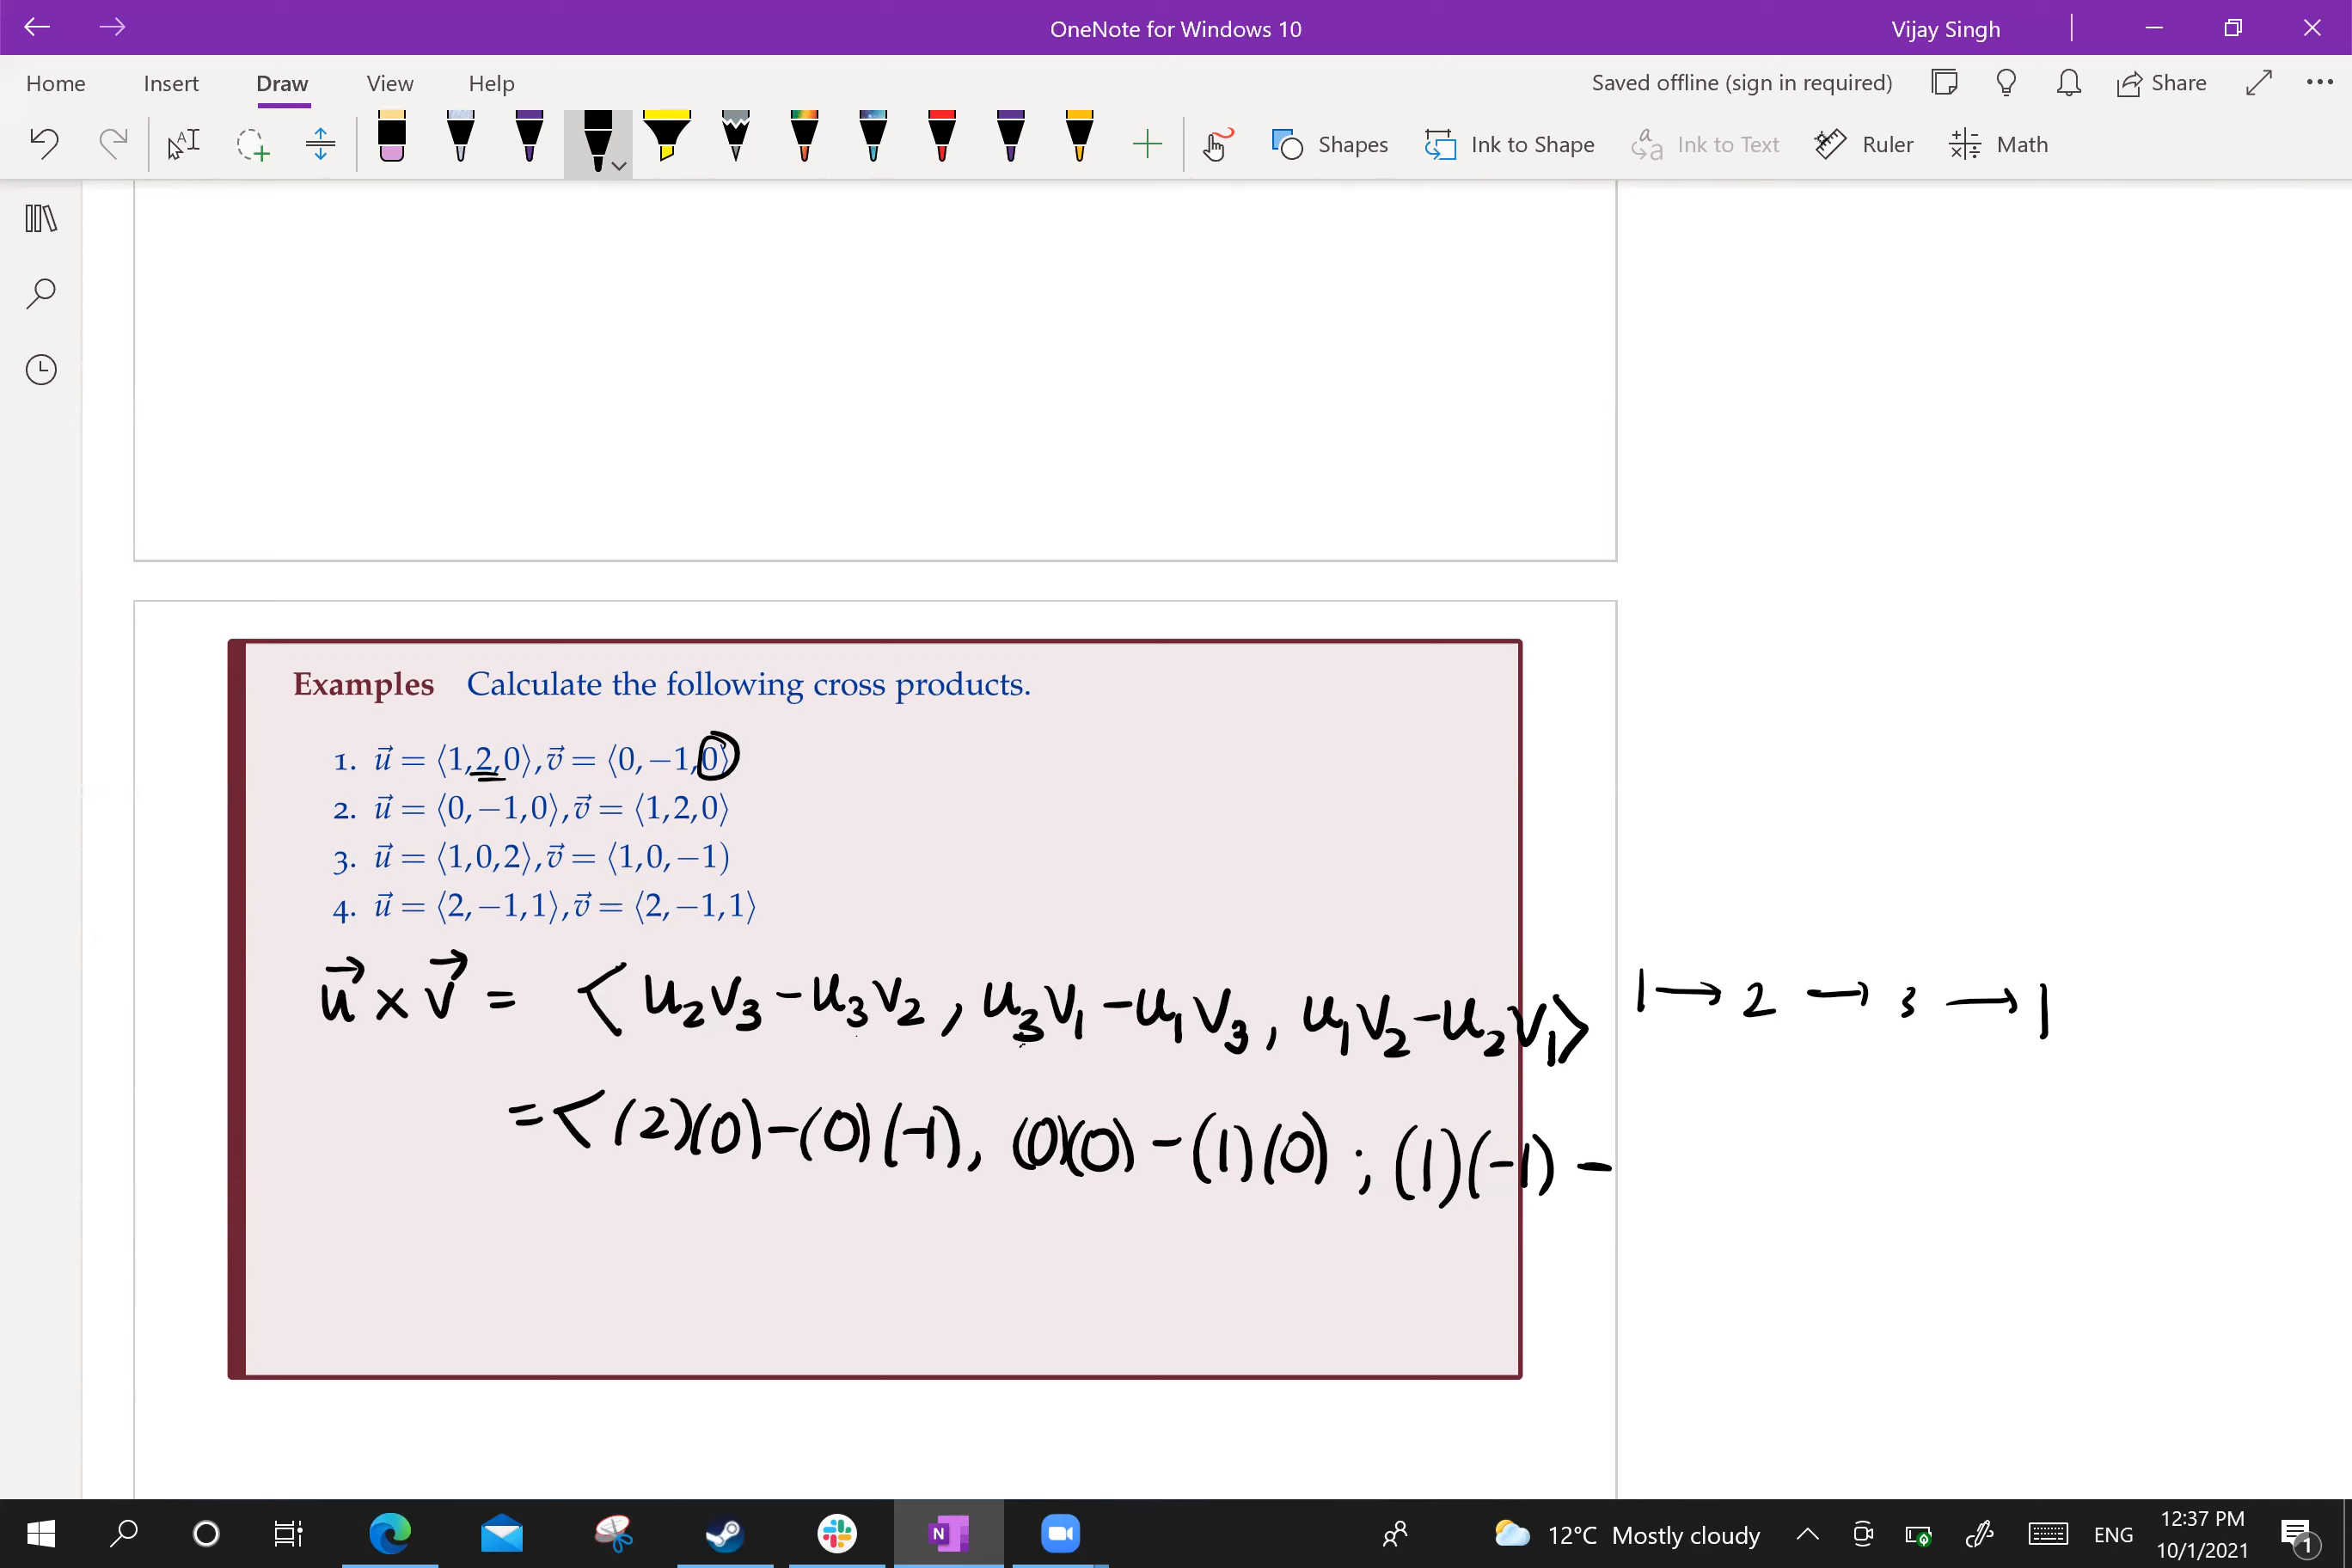 OneNote for Windows 10
Vijay Singh
Home Insert Draw View Help
Saved offline (sign in required) Share
Shapes Ink to Shape Ink to Text Ruler Math
Examples Calculate the following cross products.
1. u⃗ = ⟨1,2,0⟩, v⃗ = ⟨0,−1,0⟩
2. u⃗ = ⟨0,−1,0⟩, v⃗ = ⟨1,2,0⟩
3. u⃗ = ⟨1,0,2⟩, v⃗ = ⟨1,0,−1)
4. u⃗ = ⟨2,−1,1⟩, v⃗ = ⟨2,−1,1⟩
u⃗ × v⃗ = ⟨ u₂v₃ − u₃v₂ , u₃v₁ − u₁v₃ , u₁v₂ − u₂v₁⟩ 1 → 2 → 3 → 1
= ⟨ (2)(0) − (0)(−1), (0)(0) − (1)(0) ; (1)(−1) −
12°C Mostly cloudy
ENG
12:37 PM
10/1/2021
1